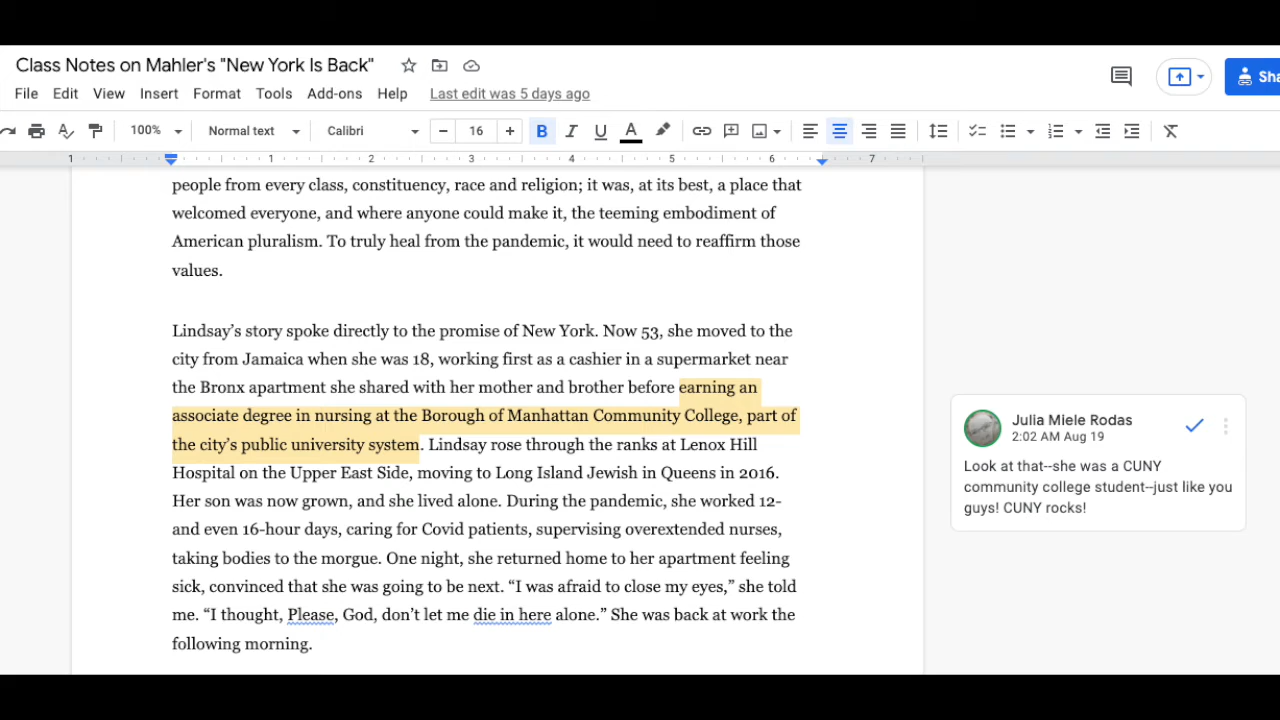 Class Notes on Mahler's "New York Is Back"
File Edit View Insert Format Tools Add-ons Help Last edit was 5 days ago
Sha
100% Normal text Calibri 16 B I U A
1 1 2 3 4 5 6 7
people from every class, constituency, race and religion; it was, at its best, a place that
welcomed everyone, and where anyone could make it, the teeming embodiment of
American pluralism. To truly heal from the pandemic, it would need to reaffirm those
values.
Lindsay’s story spoke directly to the promise of New York. Now 53, she moved to the
city from Jamaica when she was 18, working first as a cashier in a supermarket near
the Bronx apartment she shared with her mother and brother before earning an
associate degree in nursing at the Borough of Manhattan Community College, part of
the city’s public university system. Lindsay rose through the ranks at Lenox Hill
Hospital on the Upper East Side, moving to Long Island Jewish in Queens in 2016.
Her son was now grown, and she lived alone. During the pandemic, she worked 12-
and even 16-hour days, caring for Covid patients, supervising overextended nurses,
taking bodies to the morgue. One night, she returned home to her apartment feeling
sick, convinced that she was going to be next. “I was afraid to close my eyes,” she told
me. “I thought, Please, God, don’t let me die in here alone.” She was back at work the
following morning.
Julia Miele Rodas
2:02 AM Aug 19
Look at that--she was a CUNY
community college student--just like you
guys! CUNY rocks!